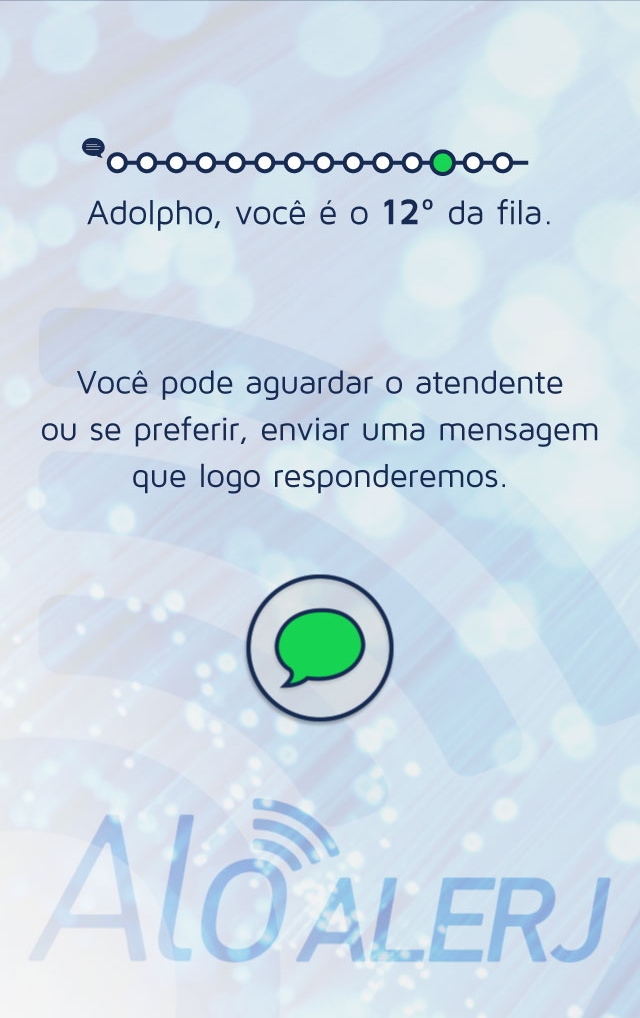 Adolpho, você é o 12º da fila.
Você pode aguardar o atendente
ou se preferir, enviar uma mensagem
que logo responderemos.
Alo ALERJ